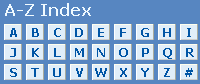 A-Z Index
A B C D E F G H I
J K L M N O P Q R
S T U V W X Y Z #